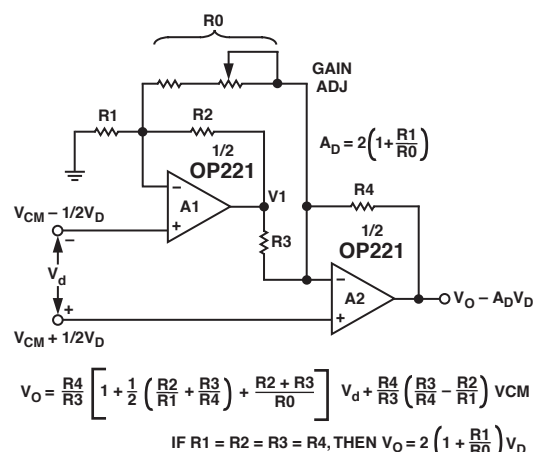 R0
GAIN
ADJ
R1
R2
A_D = 2(1+R1/R0)
1/2
OP221
A1
−
+
V1
R4
V_CM − 1/2V_D
−
R3
1/2
OP221
V_d
A2
−
+
V_O − A_DV_D
+
V_CM + 1/2V_D
V_O = R4/R3 [1 + 1/2 (R2/R1 + R3/R4) + R2 + R3/R0] V_d + R4/R3 (R3/R4 − R2/R1) VCM
IF R1 = R2 = R3 = R4, THEN V_O = 2 (1 + R1/R0) V_D